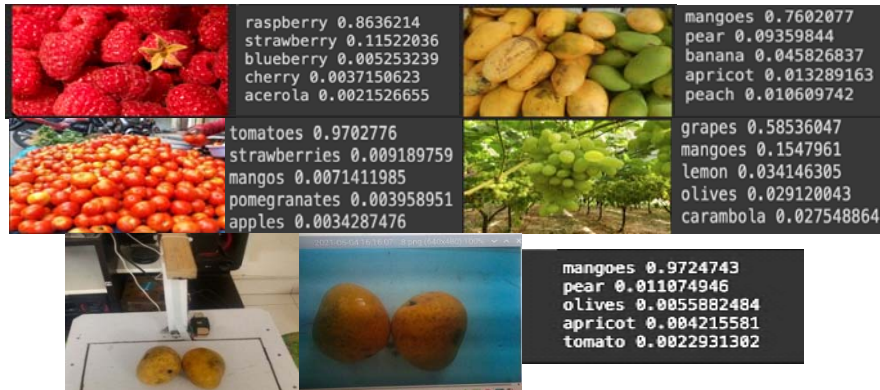 raspberry 0.8636214
strawberry 0.11522036
blueberry 0.005253239
cherry 0.0037150623
acerola 0.0021526655
mangoes 0.7602077
pear 0.09359844
banana 0.045826837
apricot 0.013289163
peach 0.010609742
tomatoes 0.9702776
strawberries 0.009189759
mangos 0.0071411985
pomegranates 0.003958951
apples 0.0034287476
grapes 0.58536047
mangoes 0.1547961
lemon 0.034146305
olives 0.029120043
carambola 0.027548864
mangoes 0.9724743
pear 0.011074946
olives 0.0055882484
apricot 0.004215581
tomato 0.0022931302